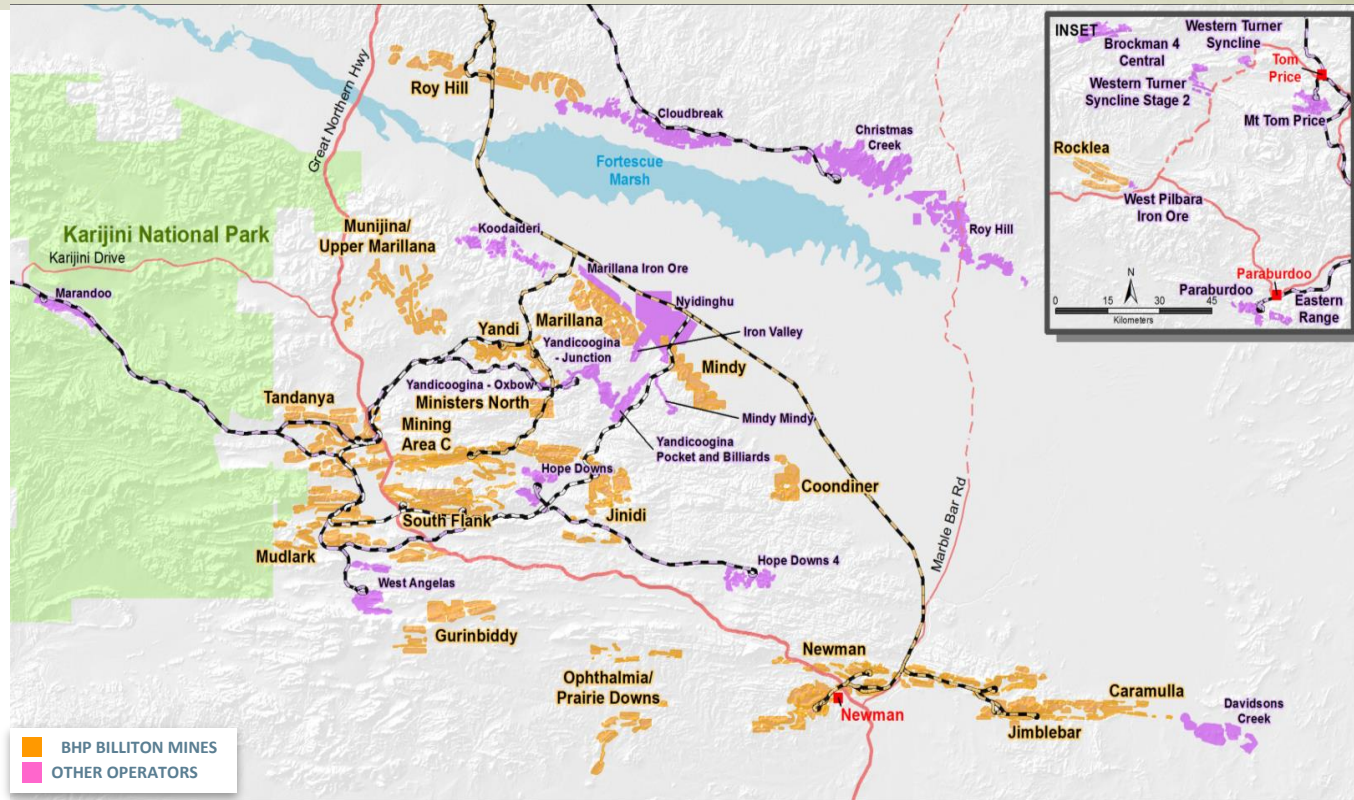 Great Northern Hwy
Roy Hill
Cloudbreak
Christmas
Creek
Fortescue
Marsh
Roy Hill
Karijini National Park
Karijini Drive
Munijina/
Upper Marillana
Koodaideri
Marillana Iron Ore
Nyidinghu
Marandoo
Yandi
Marillana
Iron Valley
Yandicoogina
- Junction
Mindy
Yandicoogina - Oxbow
Tandanya
Ministers North
Mindy Mindy
Mining
Area C
Yandicoogina
Pocket and Billiards
Hope Downs
Coondiner
Jinidi
South Flank
Marble Bar Rd
Mudlark
Hope Downs 4
West Angelas
Gurinbiddy
Newman
Ophthalmia/
Prairie Downs
Newman
Caramulla
Jimblebar
Davidsons
Creek
BHP BILLITON MINES
OTHER OPERATORS
INSET
Brockman 4
Central
Western Turner
Syncline
Tom
Price
Western Turner
Syncline Stage 2
Mt Tom Price
Rocklea
West Pilbara
Iron Ore
Paraburdoo
Paraburdoo
Eastern
Range
N
0 15 30 45
Kilometers